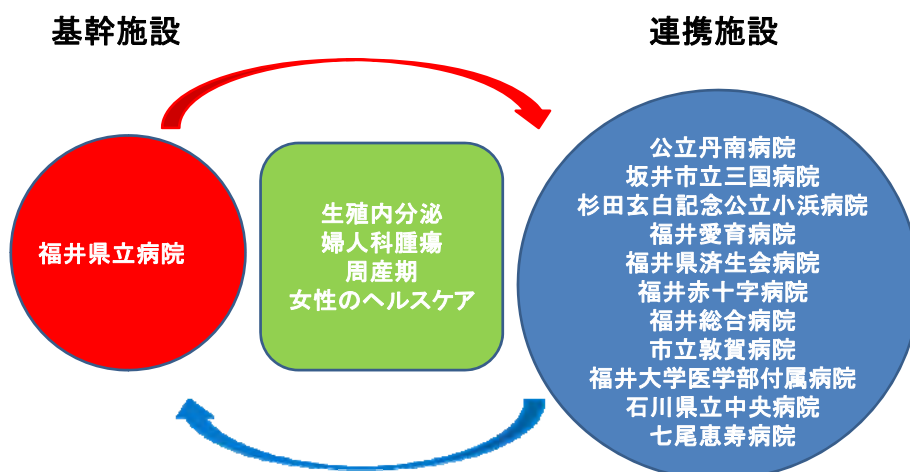 基幹施設
連携施設
福井県立病院
生殖内分泌
婦人科腫瘍
周産期
女性のヘルスケア
公立丹南病院
坂井市立三国病院
杉田玄白記念公立小浜病院
福井愛育病院
福井県済生会病院
福井赤十字病院
福井総合病院
市立敦賀病院
福井大学医学部付属病院
石川県立中央病院
七尾恵寿病院